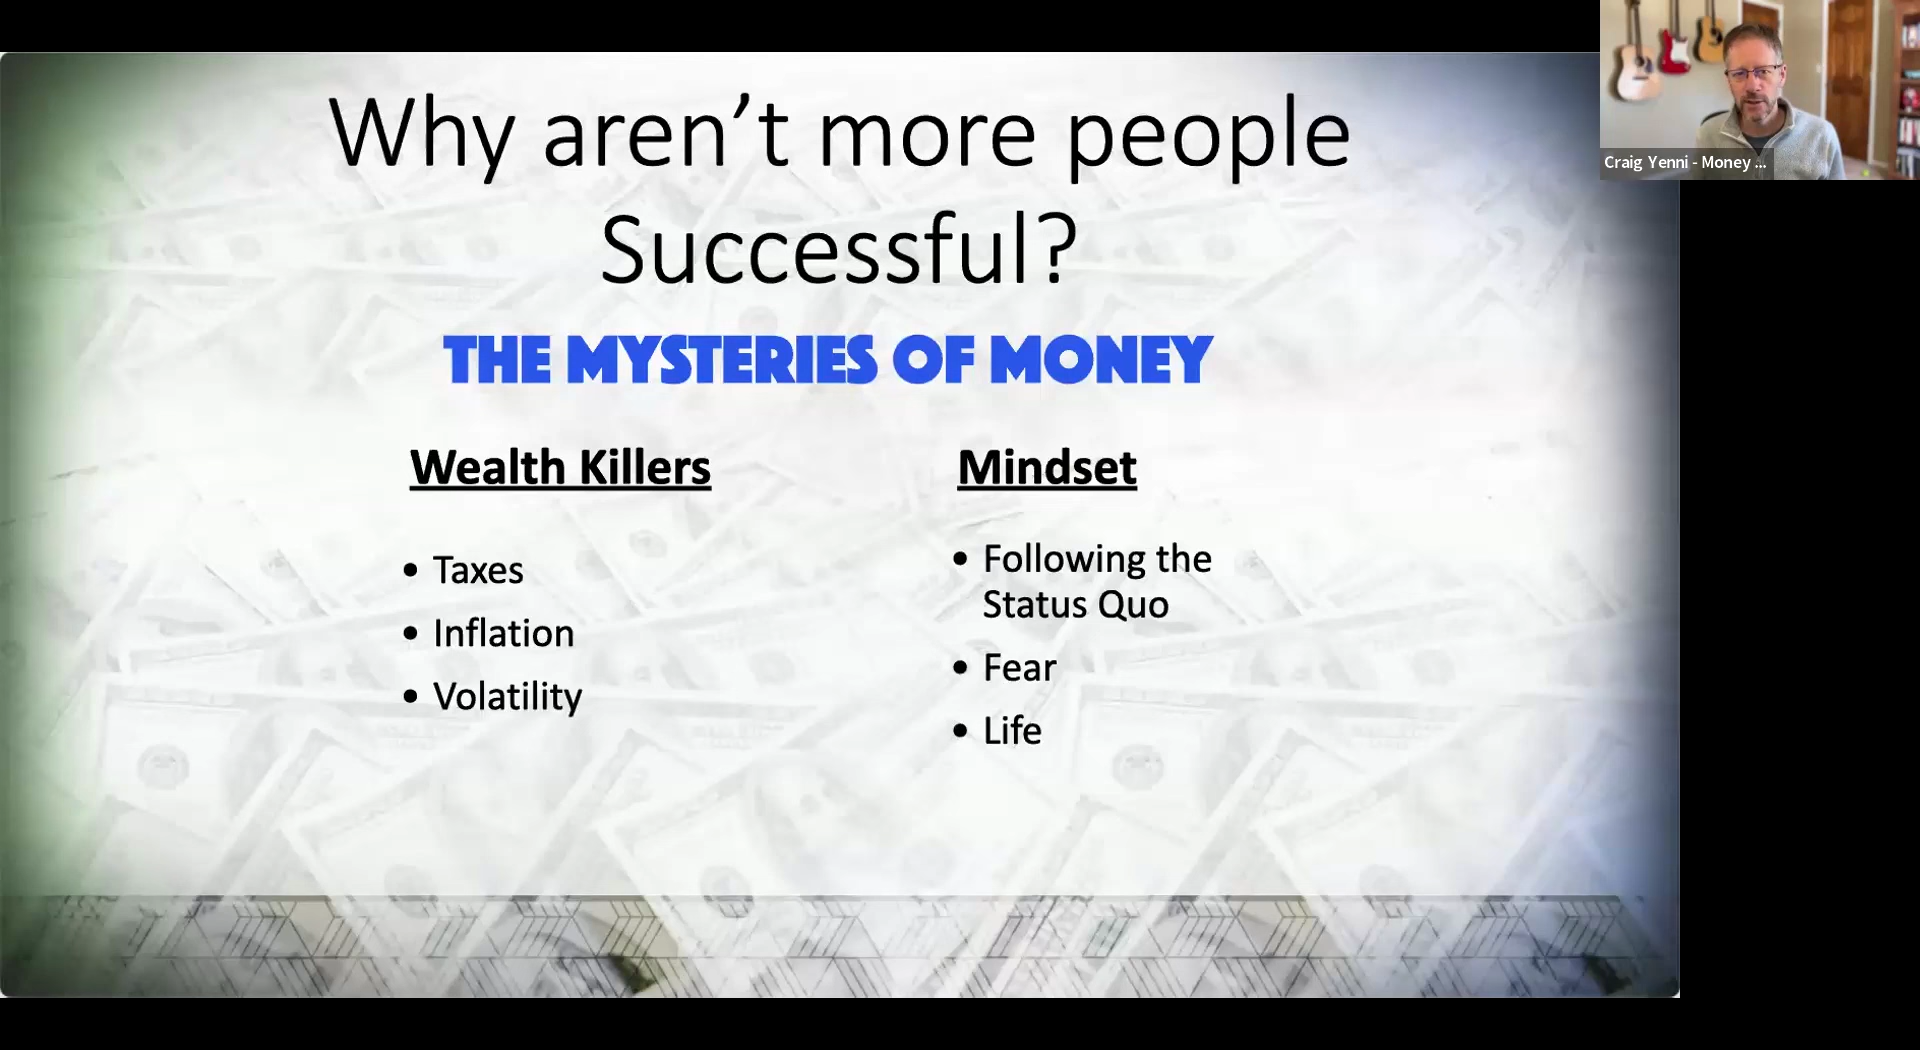 Why aren’t more people
Successful?
THE MYSTERIES OF MONEY
Wealth Killers
• Taxes
• Inflation
• Volatility
Mindset
• Following the
Status Quo
• Fear
• Life
Craig Yenni - Money ...